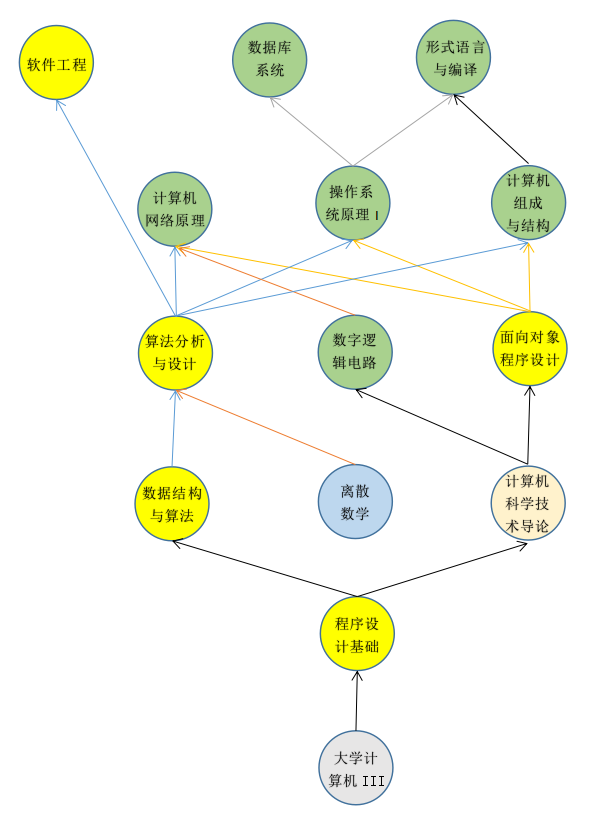 软件工程
数据库
系统
形式语言
与编译
计算机
网络原理
操作系
统原理 I
计算机
组成
与结构
算法分析
与设计
数字逻
辑电路
面向对象
程序设计
数据结构
与算法
离散
数学
计算机
科学技
术导论
程序设
计基础
大学计
算机 III